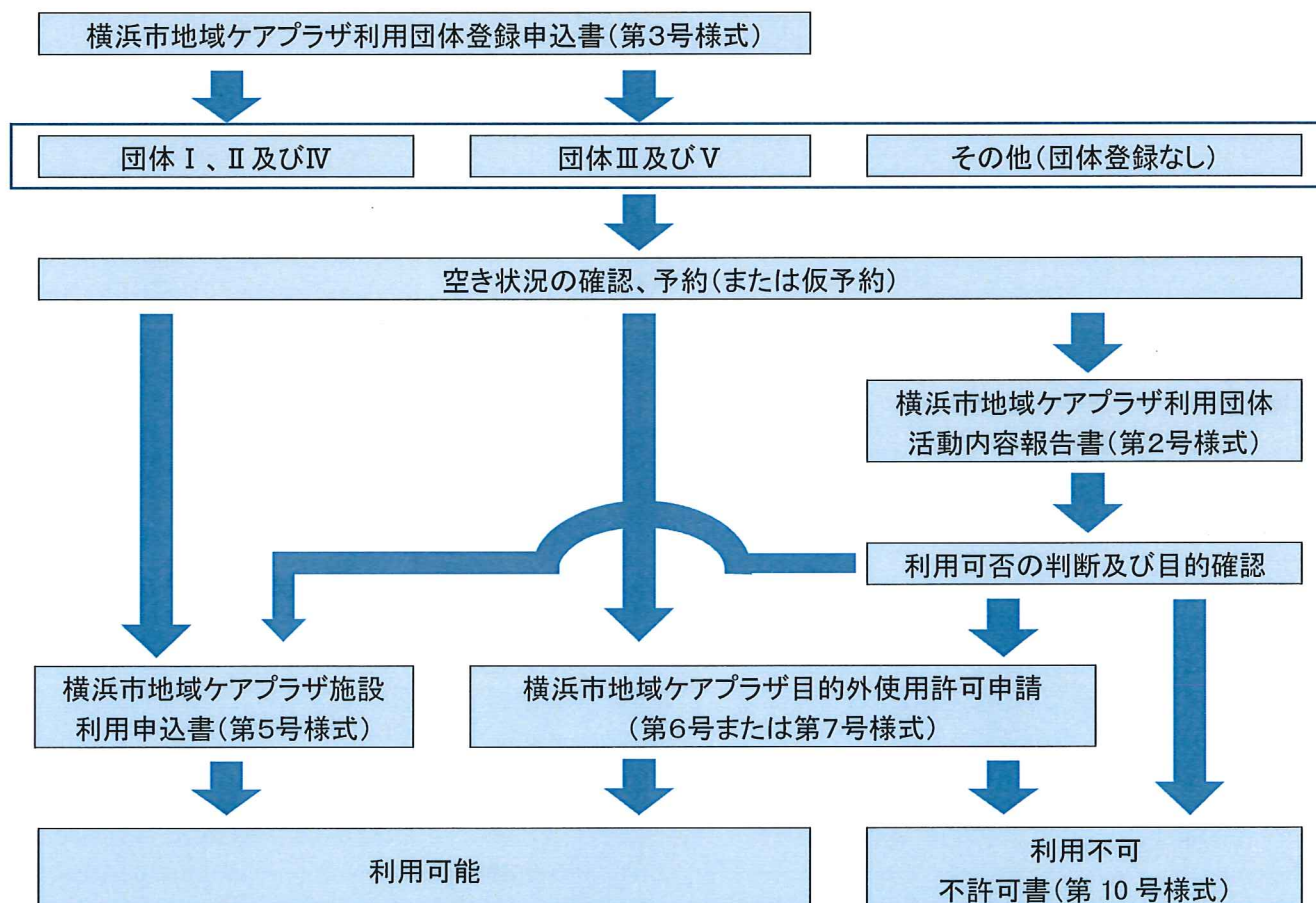 横浜市地域ケアプラザ利用団体登録申込書(第3号様式)
団体Ⅰ、Ⅱ及びⅣ
団体Ⅲ及びⅤ
その他(団体登録なし)
空き状況の確認、予約(または仮予約)
横浜市地域ケアプラザ利用団体
活動内容報告書(第2号様式)
利用可否の判断及び目的確認
横浜市地域ケアプラザ施設
利用申込書(第5号様式)
横浜市地域ケアプラザ目的外使用許可申請
(第6号または第7号様式)
利用可能
利用不可
不許可書(第 10 号様式)